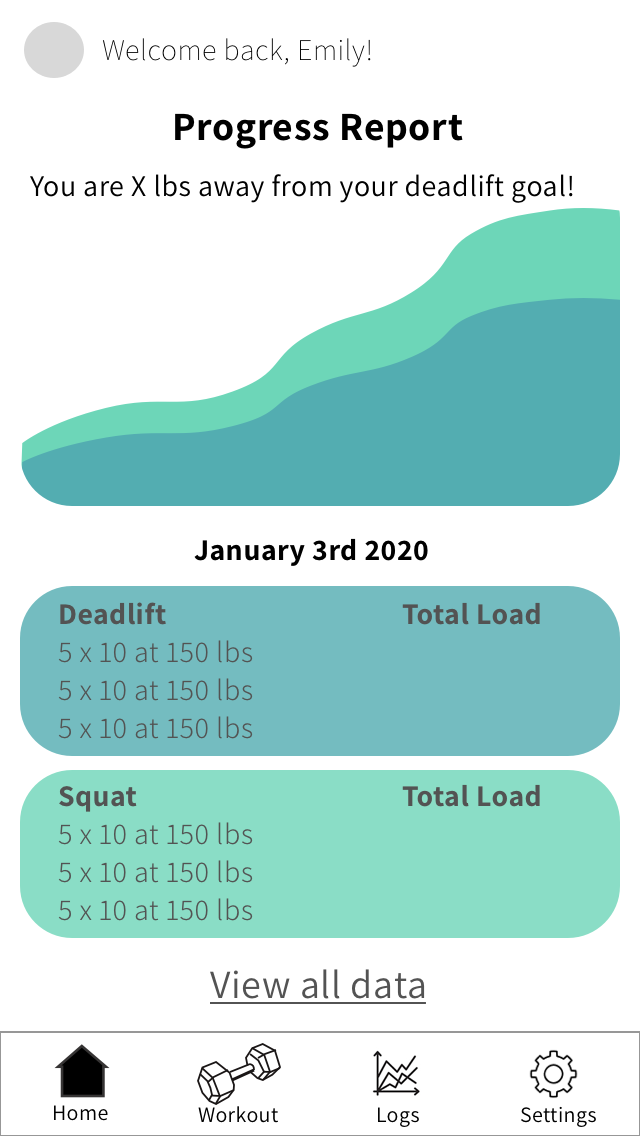 Welcome back, Emily!
Progress Report
You are X lbs away from your deadlift goal!
January 3rd 2020
Deadlift Total Load
5 x 10 at 150 lbs
5 x 10 at 150 lbs
5 x 10 at 150 lbs
Squat Total Load
5 x 10 at 150 lbs
5 x 10 at 150 lbs
5 x 10 at 150 lbs
View all data
Home Workout Logs Settings